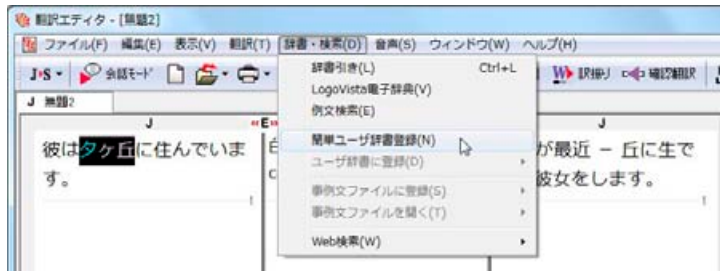 翻訳エディタ - [無題2]
ファイル(F) 編集(E) 表示(V) 翻訳(T) 辞書・検索(D) 音声(S) ウィンドウ(W) ヘルプ(H)
J▸S 会話モード 訳振り 確認翻訳
辞書引き(L) Ctrl+L
LogoVista電子辞典(V)
例文検索(E)
簡単ユーザ辞書登録(N)
ユーザ辞書に登録(D)
事例文ファイルに登録(S)
事例文ファイルを開く(T)
Web検索(W)
J 無題2
J
彼は夕ヶ丘に住んでいま
す。
1
E
J
が最近 － 丘に生で
彼女をします。
1